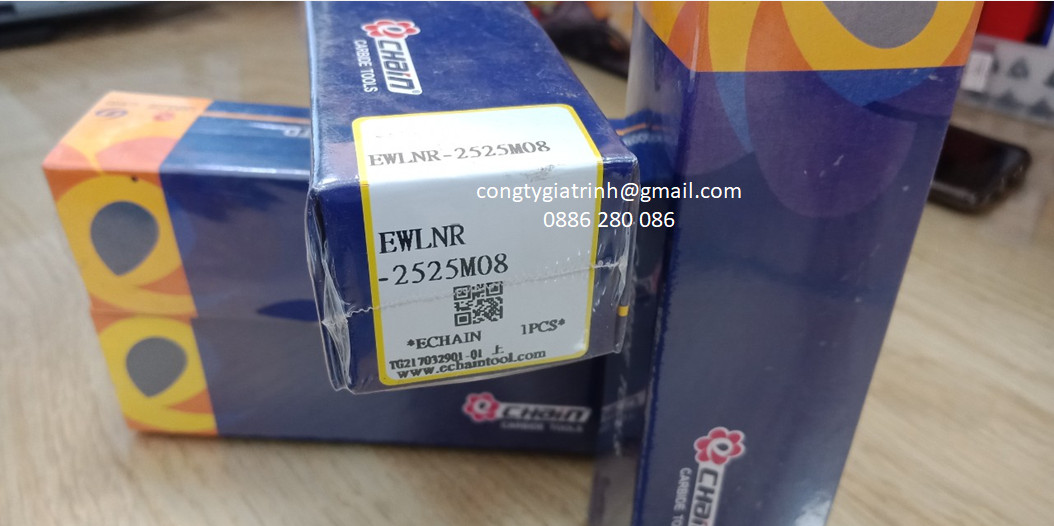 e CHAIN
CARBIDE TOOLS
EWLNR-2525M08
congtygiatrinh@gmail.com
0886 280 086
EWLNR
-2525M08
*ECHAIN 1PCS*
TG217032901-01 上
www.echaintool.com
e CHAIN
CARBIDE TOOLS
e CHAIN
CARBIDE TO